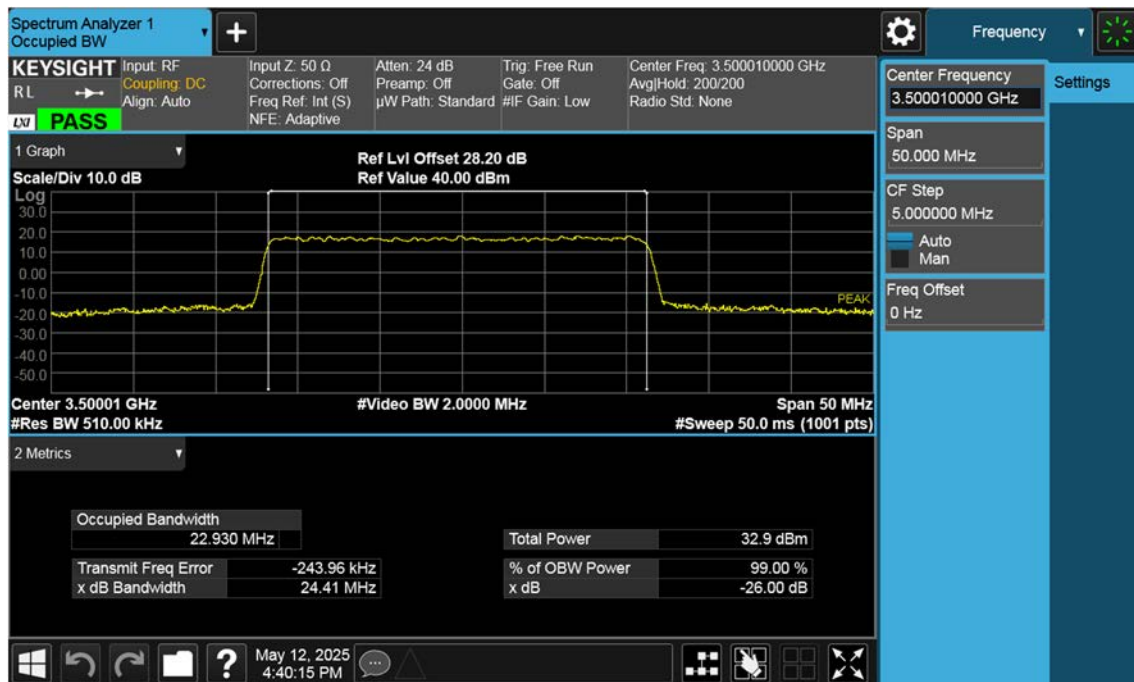 Spectrum Analyzer 1
Occupied BW
+
Frequency
KEYSIGHT
R L
LXI PASS
Input: RF
Coupling: DC
Align: Auto
Input Z: 50 Ω
Corrections: Off
Freq Ref: Int (S)
NFE: Adaptive
Atten: 24 dB
Preamp: Off
µW Path: Standard
Trig: Free Run
Gate: Off
#IF Gain: Low
Center Freq: 3.500010000 GHz
Avg|Hold: 200/200
Radio Std: None
Center Frequency
3.500010000 GHz
Settings
Span
50.000 MHz
CF Step
5.000000 MHz
Auto
Man
Freq Offset
0 Hz
1 Graph
Scale/Div 10.0 dB
Ref Lvl Offset 28.20 dB
Ref Value 40.00 dBm
Log
30.0
20.0
10.0
0.00
-10.0
-20.0
-30.0
-40.0
-50.0
PEAK
Center 3.50001 GHz
#Res BW 510.00 kHz
#Video BW 2.0000 MHz
Span 50 MHz
#Sweep 50.0 ms (1001 pts)
2 Metrics
Occupied Bandwidth
22.930 MHz
Transmit Freq Error -243.96 kHz
x dB Bandwidth 24.41 MHz
Total Power 32.9 dBm
% of OBW Power 99.00 %
x dB -26.00 dB
?
May 12, 2025
4:40:15 PM